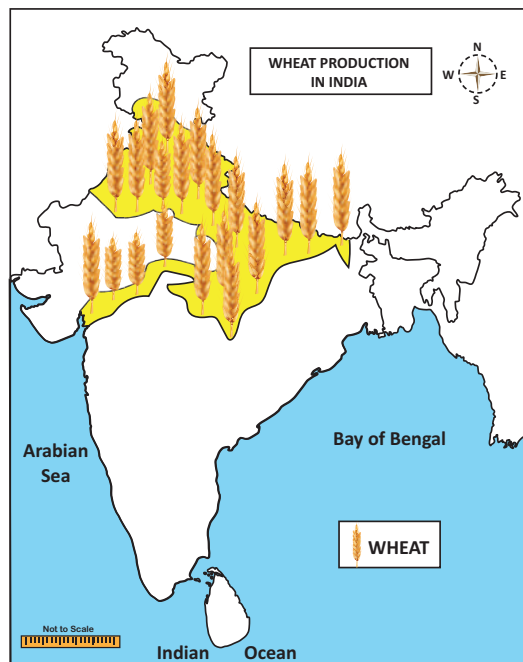 WHEAT PRODUCTION
IN INDIA
N
W E
S
Arabian
Sea
Bay of Bengal
WHEAT
Not to Scale
Indian Ocean